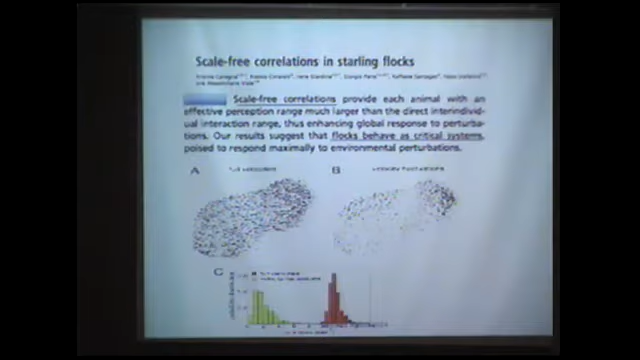 Scale-free correlations in starling flocks
Scale-free correlations provide each animal with an
effective perception range much larger than the direct interindivid-
ual interaction range, thus enhancing global response to perturba-
tions. Our results suggest that flocks behave as critical systems,
poised to respond maximally to environmental perturbations.
A
B
C